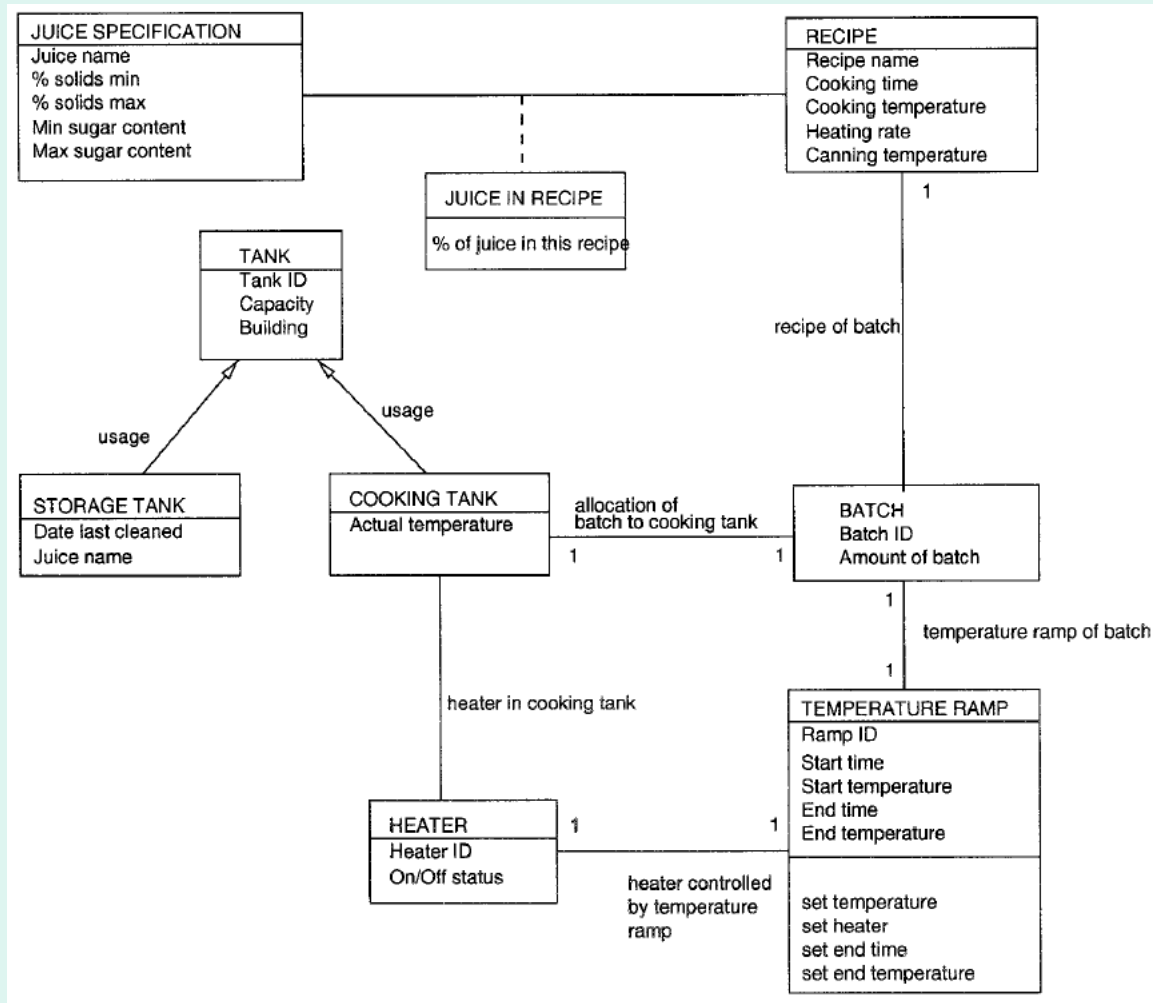 JUICE SPECIFICATION
Juice name
% solids min
% solids max
Min sugar content
Max sugar content
RECIPE
Recipe name
Cooking time
Cooking temperature
Heating rate
Canning temperature
1
JUICE IN RECIPE
% of juice in this recipe
TANK
Tank ID
Capacity
Building
recipe of batch
usage
usage
STORAGE TANK
Date last cleaned
Juice name
COOKING TANK
Actual temperature
allocation of
batch to cooking tank
1
1
BATCH
Batch ID
Amount of batch
1
temperature ramp of batch
1
heater in cooking tank
TEMPERATURE RAMP
Ramp ID
Start time
Start temperature
End time
End temperature
set temperature
set heater
set end time
set end temperature
HEATER
Heater ID
On/Off status
1
1
heater controlled
by temperature
ramp